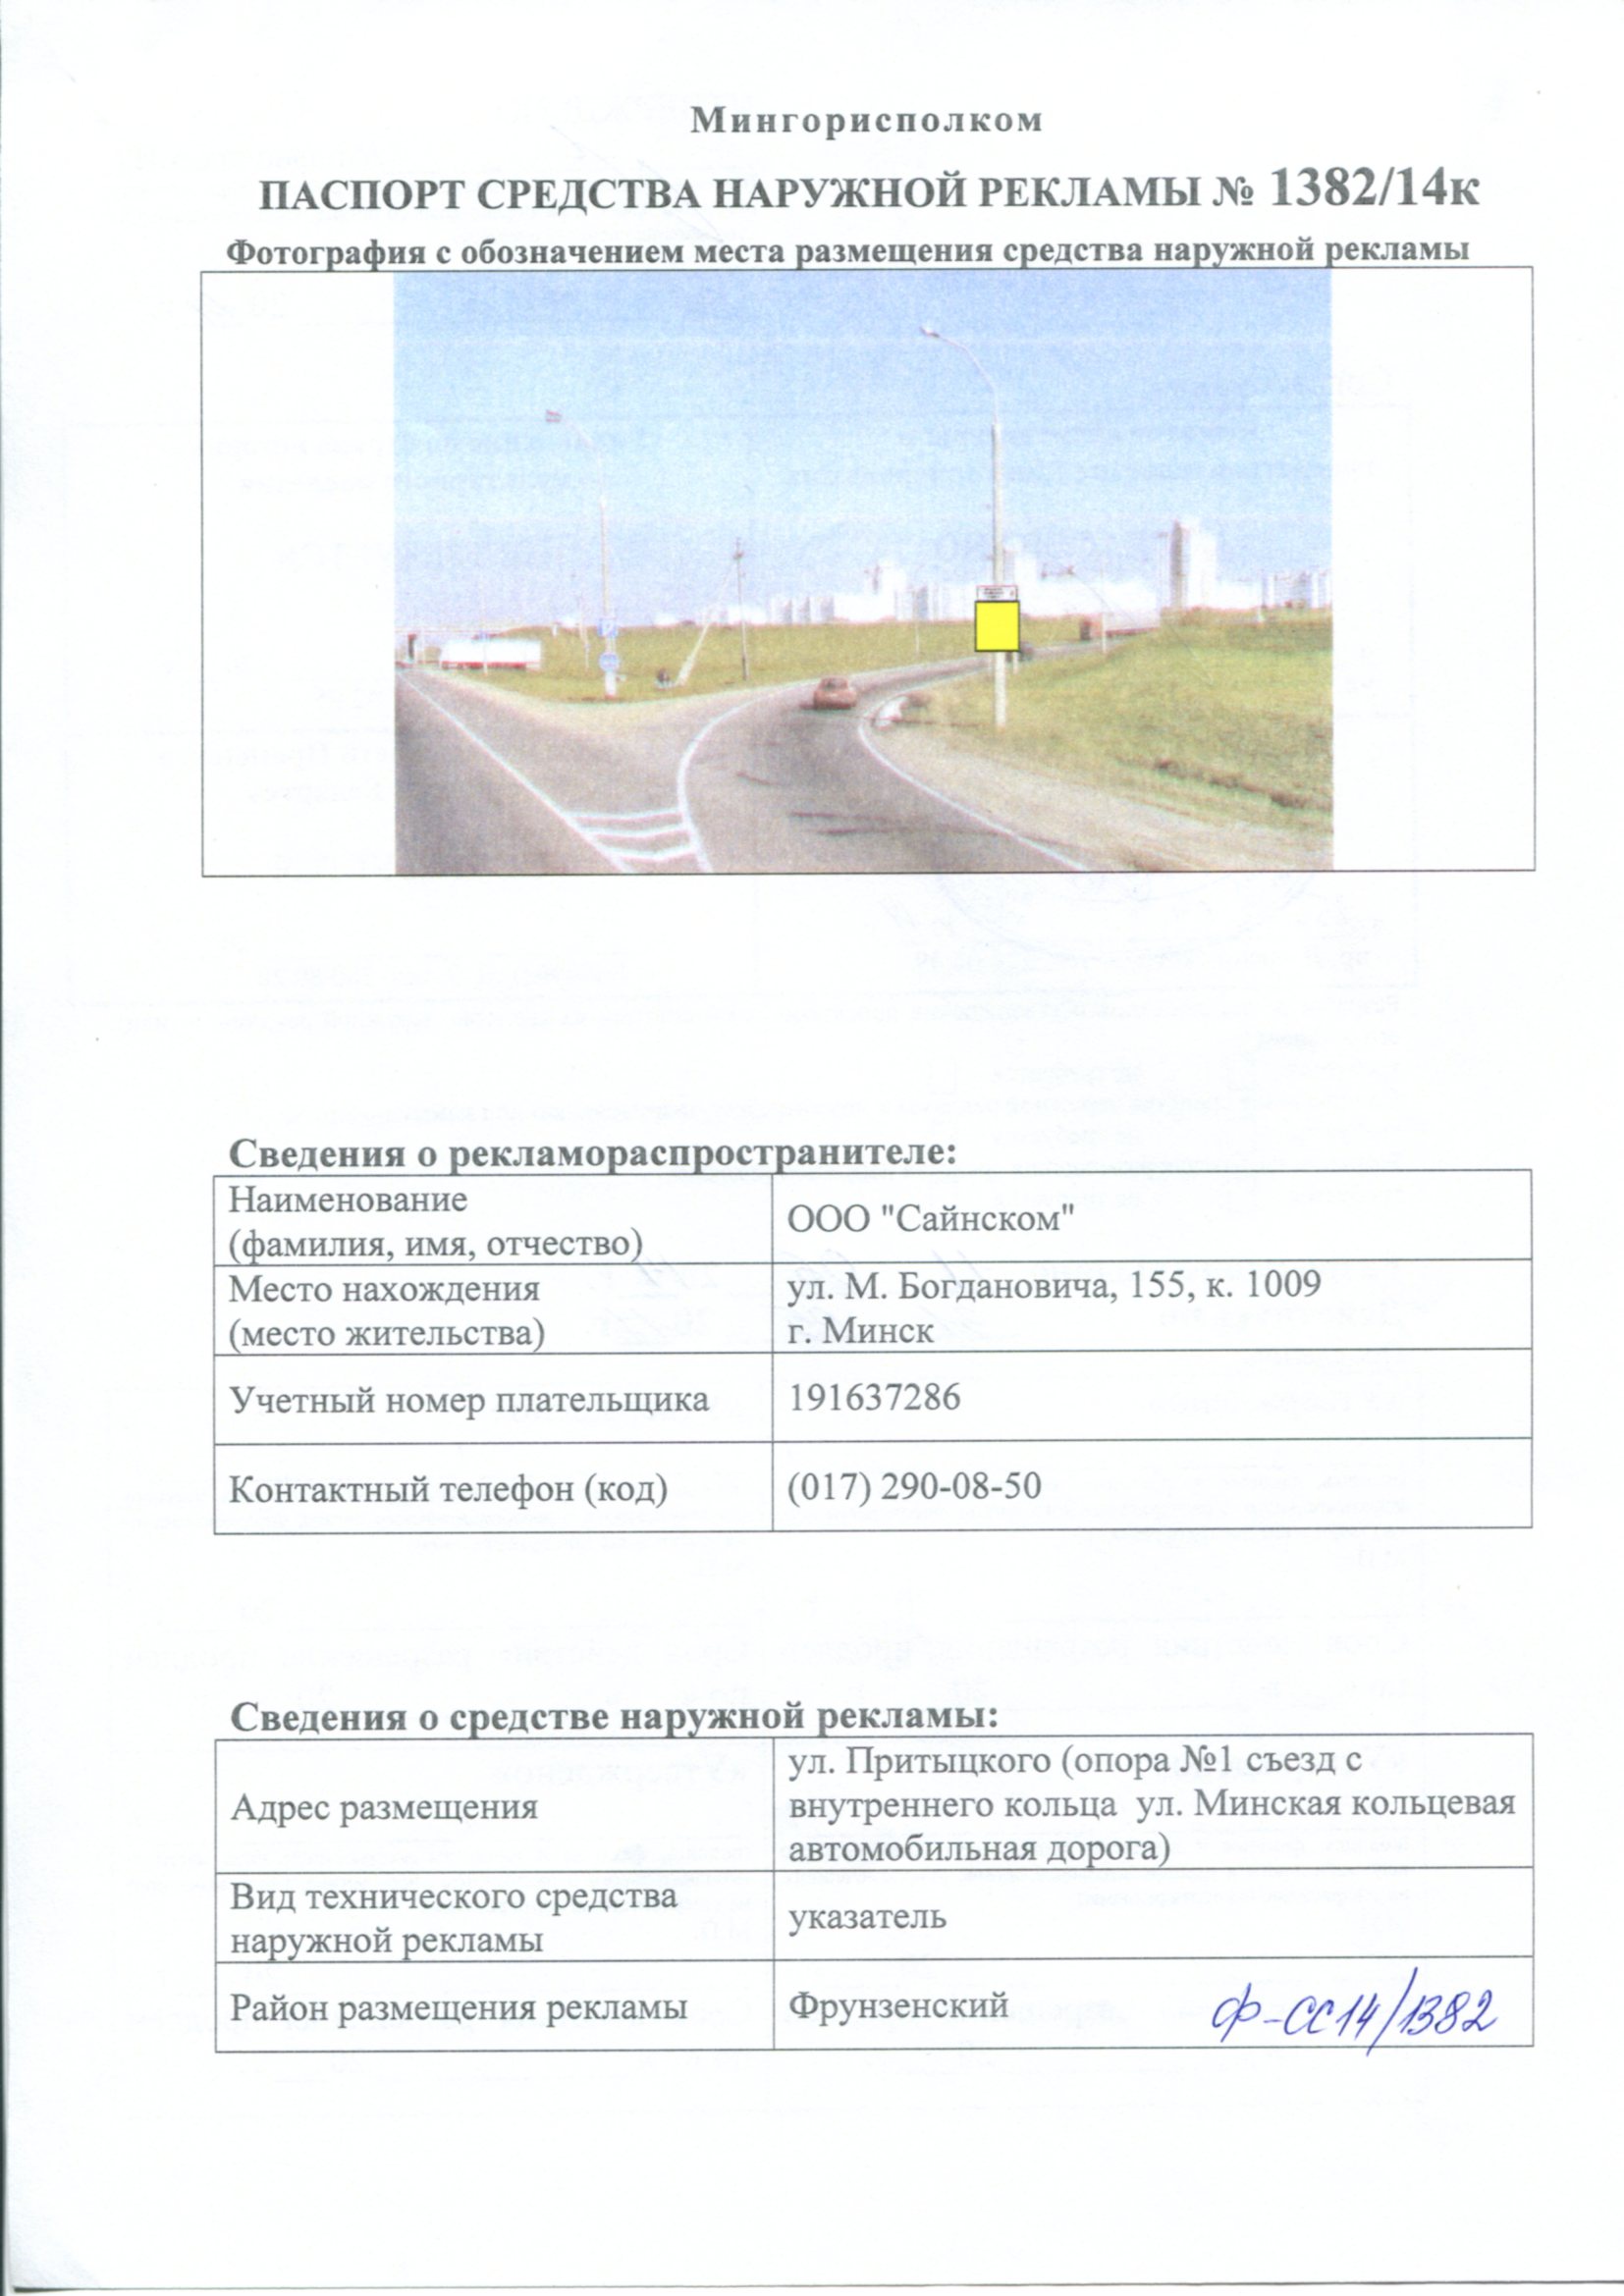 Мингорисполком
ПАСПОРТ СРЕДСТВА НАРУЖНОЙ РЕКЛАМЫ № 1382/14к
Фотография с обозначением места размещения средства наружной рекламы
Сведения о рекламораспространителе:
Наименование
(фамилия, имя, отчество)
ООО "Сайнском"
Место нахождения
(место жительства)
ул. М. Богдановича, 155, к. 1009
г. Минск
Учетный номер плательщика
191637286
Контактный телефон (код)
(017) 290-08-50
Сведения о средстве наружной рекламы:
Адрес размещения
ул. Притыцкого (опора №1 съезд с
внутреннего кольца ул. Минская кольцевая
автомобильная дорога)
Вид технического средства
наружной рекламы
указатель
Район размещения рекламы
Фрунзенский
Ф-СС14/1382